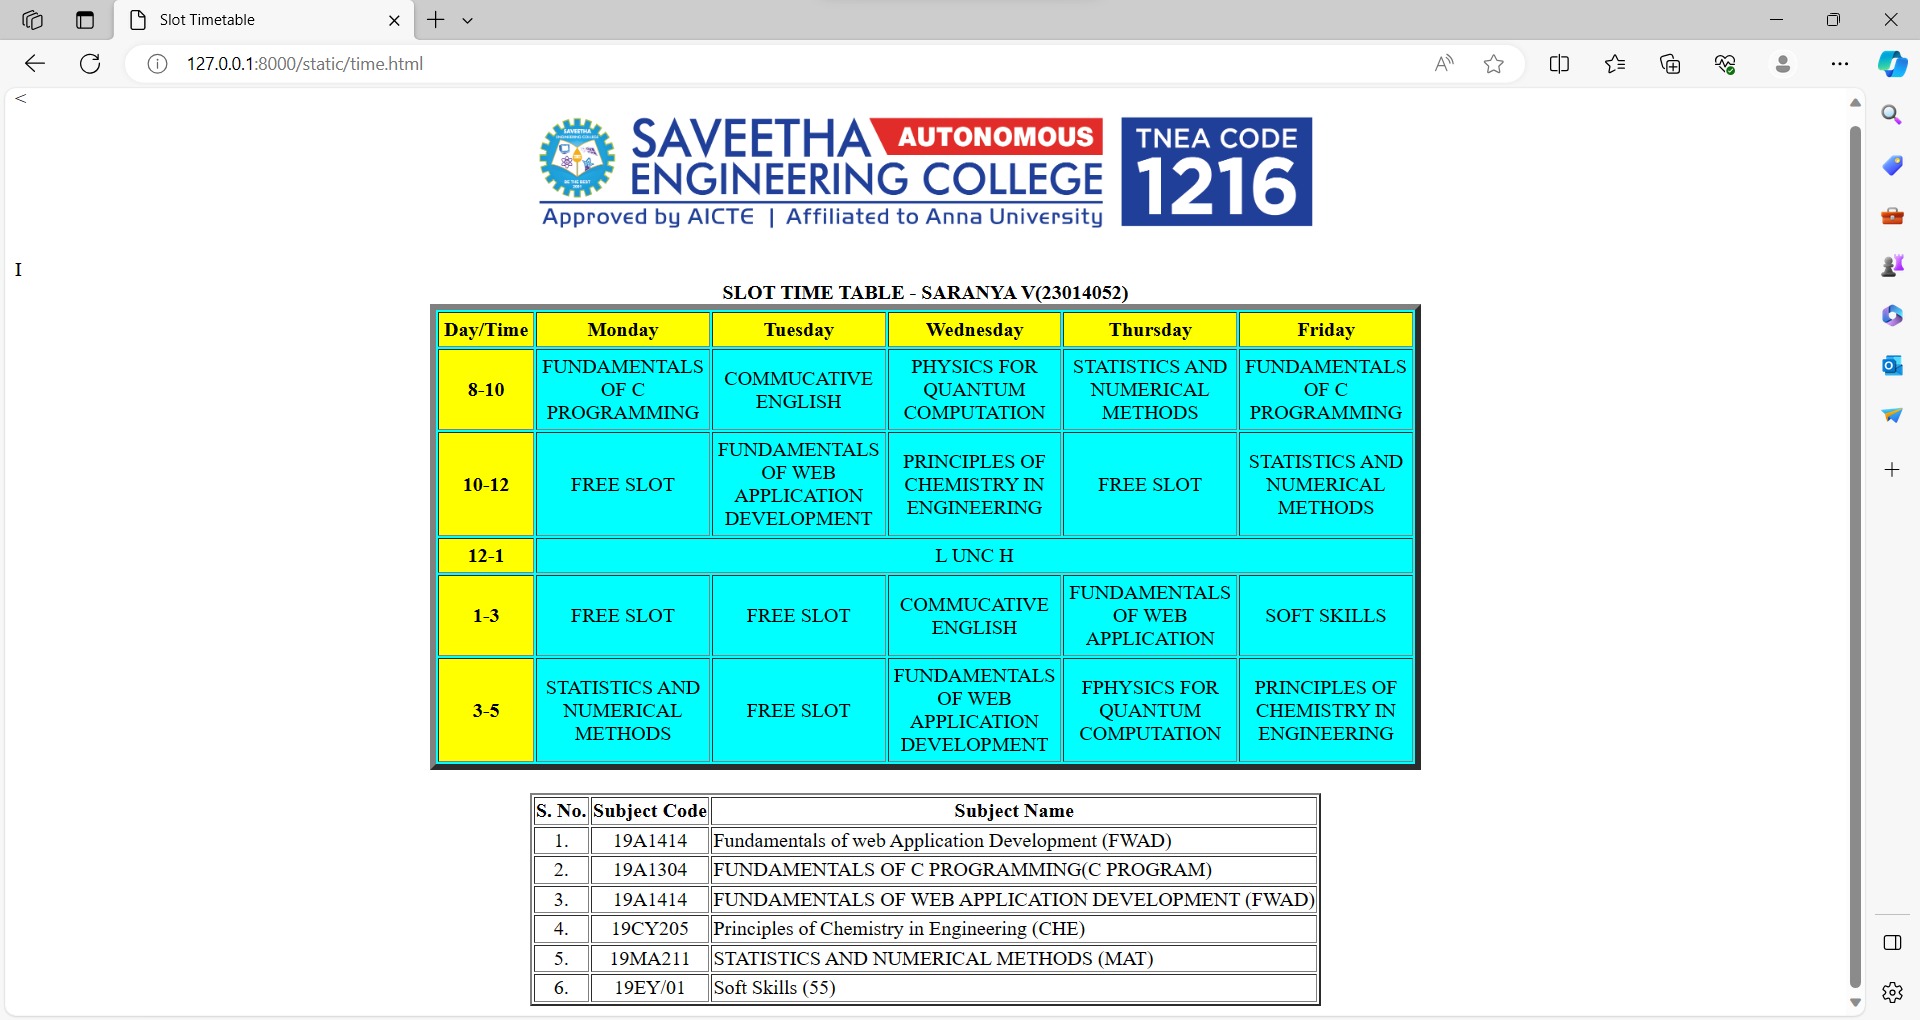 Slot Timetable
127.0.0.1:8000/static/time.html
<
SAVEETHA AUTONOMOUS
ENGINEERING COLLEGE
Approved by AICTE | Affiliated to Anna University
TNEA CODE
1216
SLOT TIME TABLE - SARANYA V(23014052)
Day/Time Monday Tuesday Wednesday Thursday Friday
8-10
FUNDAMENTALS
OF C
PROGRAMMING
COMMUCATIVE
ENGLISH
PHYSICS FOR
QUANTUM
COMPUTATION
STATISTICS AND
NUMERICAL
METHODS
FUNDAMENTALS
OF C
PROGRAMMING
10-12
FREE SLOT
FUNDAMENTALS
OF WEB
APPLICATION
DEVELOPMENT
PRINCIPLES OF
CHEMISTRY IN
ENGINEERING
FREE SLOT
STATISTICS AND
NUMERICAL
METHODS
12-1
L UNC H
1-3
FREE SLOT
FREE SLOT
COMMUCATIVE
ENGLISH
FUNDAMENTALS
OF WEB
APPLICATION
SOFT SKILLS
3-5
STATISTICS AND
NUMERICAL
METHODS
FREE SLOT
FUNDAMENTALS
OF WEB
APPLICATION
DEVELOPMENT
FPHYSICS FOR
QUANTUM
COMPUTATION
PRINCIPLES OF
CHEMISTRY IN
ENGINEERING
S. No. Subject Code Subject Name
1. 19A1414 Fundamentals of web Application Development (FWAD)
2. 19A1304 FUNDAMENTALS OF C PROGRAMMING(C PROGRAM)
3. 19A1414 FUNDAMENTALS OF WEB APPLICATION DEVELOPMENT (FWAD)
4. 19CY205 Principles of Chemistry in Engineering (CHE)
5. 19MA211 STATISTICS AND NUMERICAL METHODS (MAT)
6. 19EY/01 Soft Skills (55)